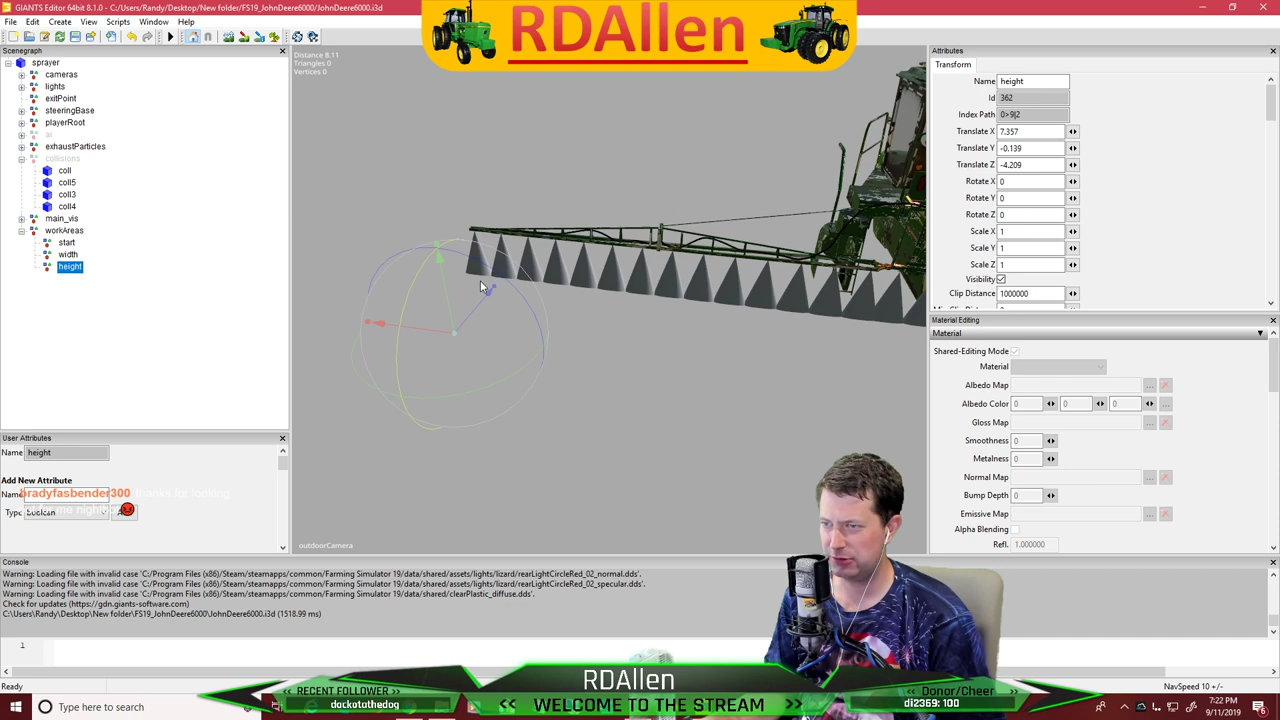 GIANTS Editor 64bit 8.1.0 - C:/Users/Randy/Desktop/New folder/FS19_JohnDeere6000/JohnDeere6000.i3d
File Edit Create View Scripts Window Help
RDAllen
Scenegraph
sprayer
cameras
lights
exitPoint
steeringBase
playerRoot
ai
exhaustParticles
collisions
coll
coll5
coll3
coll4
main_vis
workAreas
start
width
height
Distance 8.11
Triangles 0
Vertices 0
outdoorCamera
Attributes
Transform
Name height
Id 362
Index Path 0>9|2
Translate X 7.357
Translate Y -0.139
Translate Z -4.209
Rotate X 0
Rotate Y 0
Rotate Z 0
Scale X 1
Scale Y 1
Scale Z 1
Visibility
Clip Distance 1000000
Material Editing
Material
Shared-Editing Mode
Material
Albedo Map
Albedo Color 0 0 0
Gloss Map
Smoothness 0
Metalness 0
Normal Map
Bump Depth 0
Emissive Map
Alpha Blending
Refl. 1.000000
User Attributes
Name height
Add New Attribute
Name
bradyfasbender300 thanks for looking
for me night
Type Boolean
Console
Warning: Loading file with invalid case 'C:/Program Files (x86)/Steam/steamapps/common/Farming Simulator 19/data/shared/assets/lights/lizard/rearLightCircleRed_02_normal.dds'.
Warning: Loading file with invalid case 'C:/Program Files (x86)/Steam/steamapps/common/Farming Simulator 19/data/shared/assets/lights/lizard/rearLightCircleRed_02_specular.dds'.
Warning: Loading file with invalid case 'C:/Program Files (x86)/Steam/steamapps/common/Farming Simulator 19/data/shared/clearPlastic_diffuse.dds'.
Check for updates (https://gdn.giants-software.com)
C:\Users\Randy\Desktop\New folder\FS19_JohnDeere6000\JohnDeere6000.i3d (1518.99 ms)
1
Ready
NavSpeed 10 +/-
RDAllen
<< RECENT FOLLOWER >>
dackotathedog
<< WELCOME TO THE STREAM >>
<< Donor/Cheer >>
di2369: 100
Type here to search
7:22 PM
9/11/2019